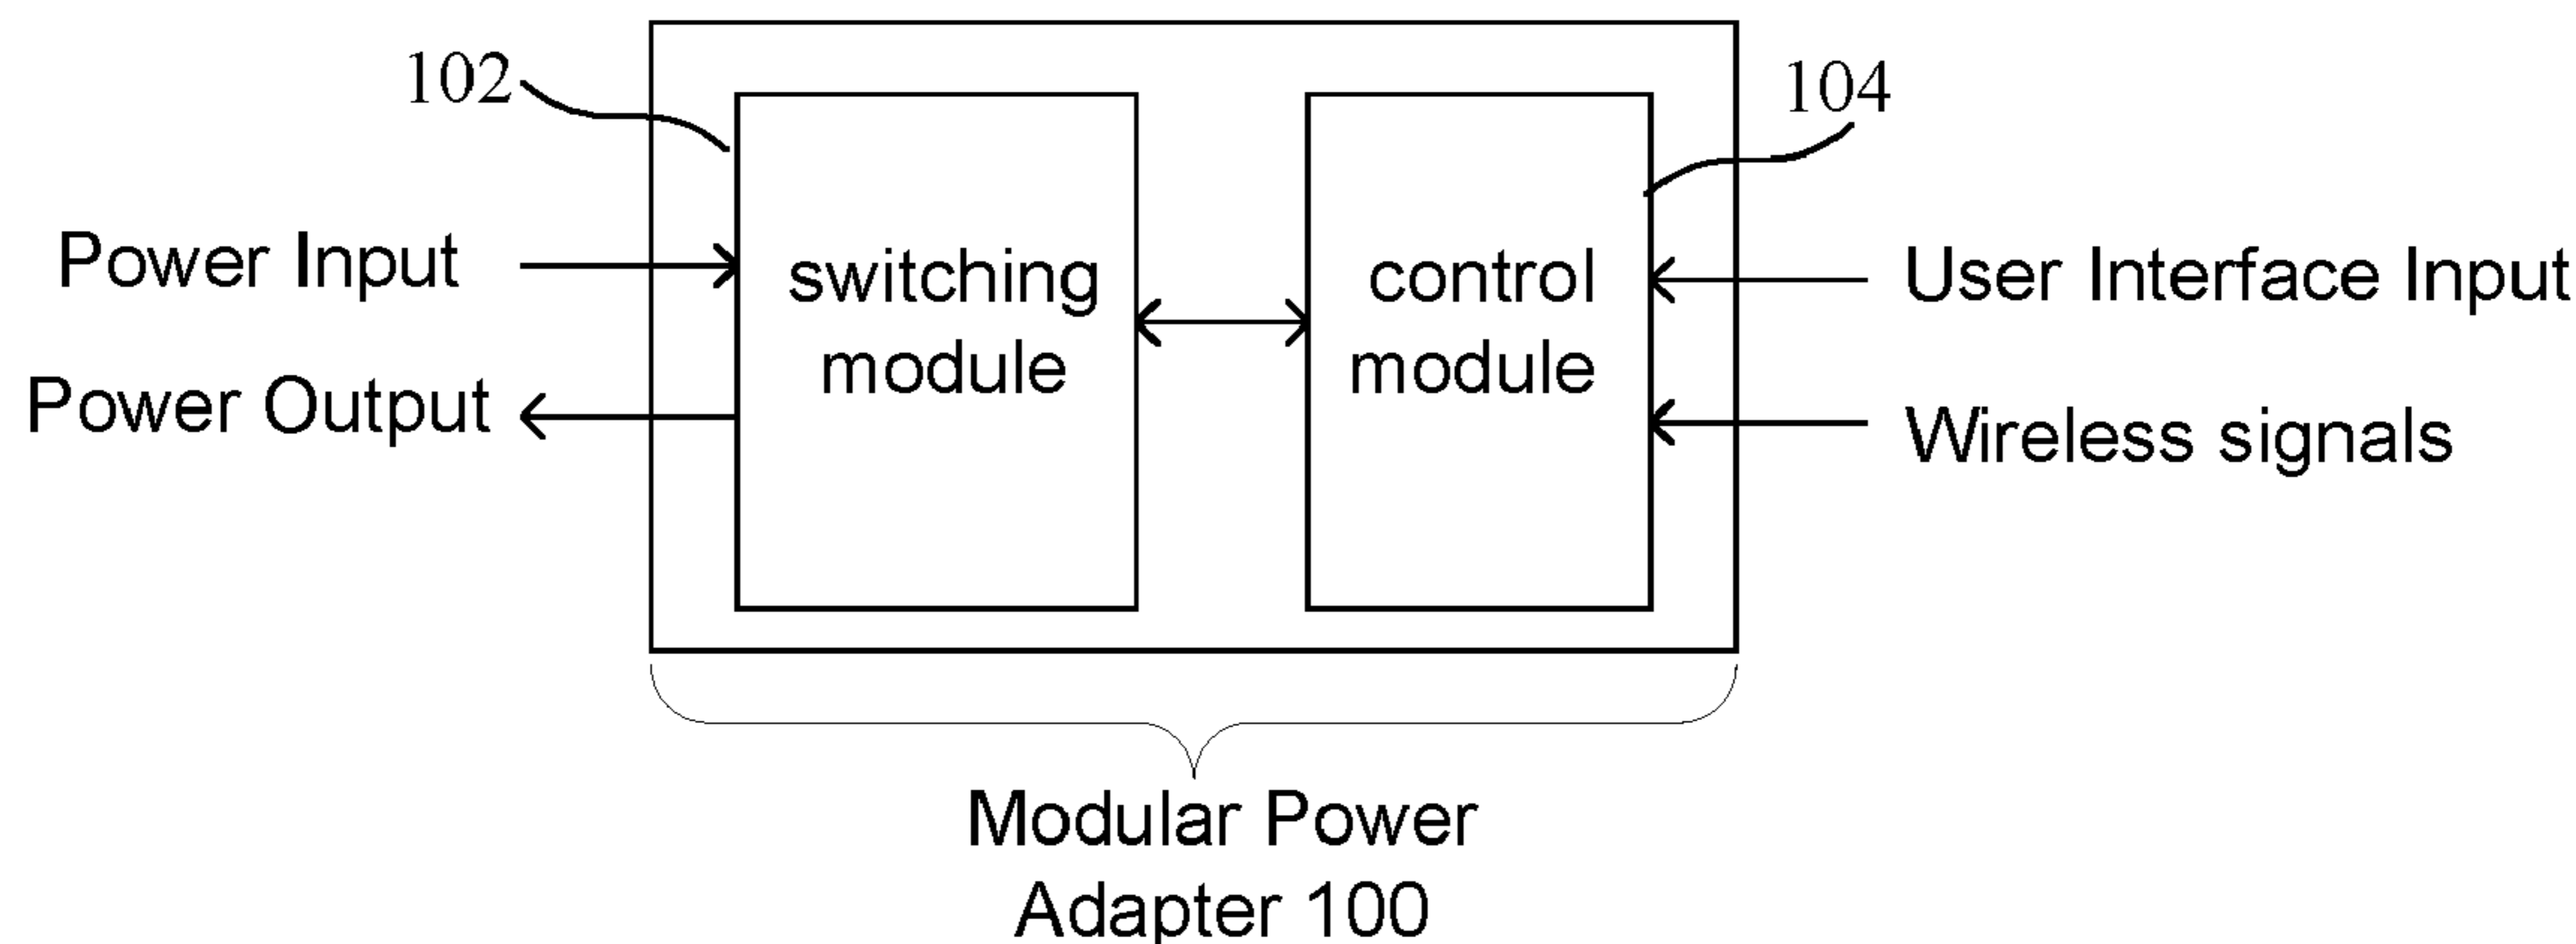 102
104
Power Input
switching
module
control
module
User Interface Input
Power Output
Wireless signals
Modular Power
Adapter 100